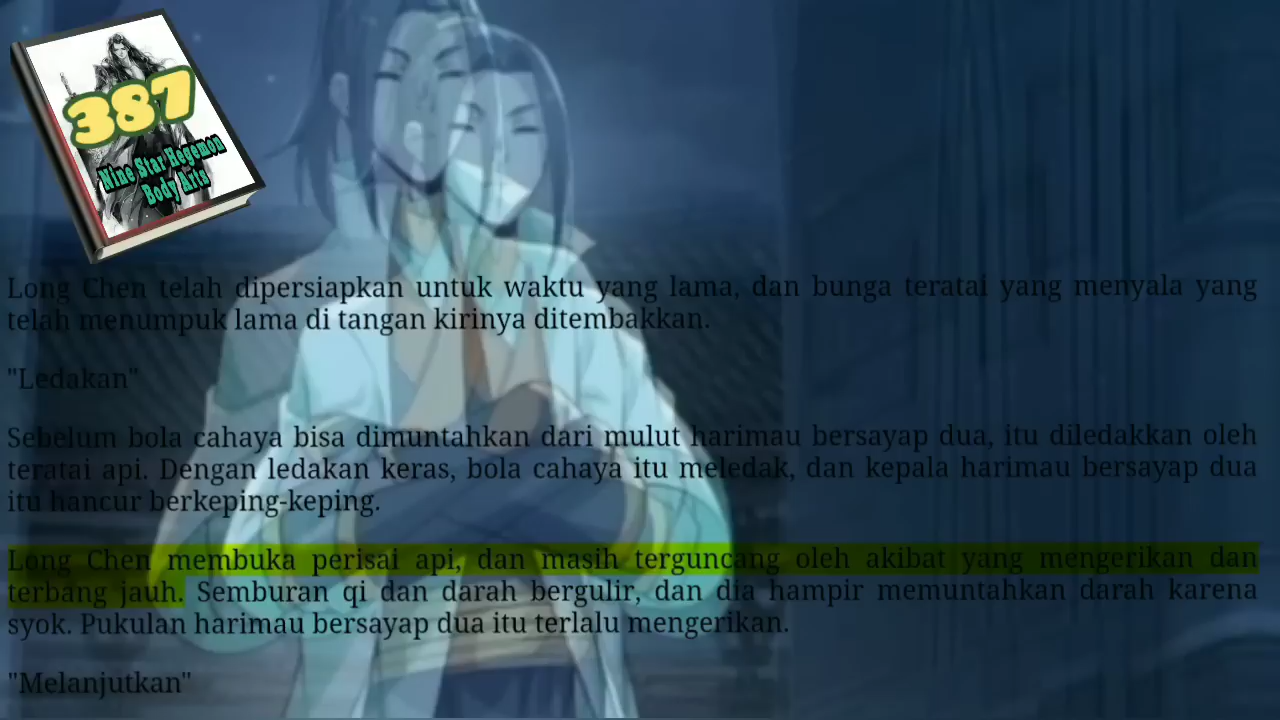 387
Nine Star Hegemon
Body Arts
Long Chen telah dipersiapkan untuk waktu yang lama, dan bunga teratai yang menyala yang
telah menumpuk lama di tangan kirinya ditembakkan.
"Ledakan"
Sebelum bola cahaya bisa dimuntahkan dari mulut harimau bersayap dua, itu diledakkan oleh
teratai api. Dengan ledakan keras, bola cahaya itu meledak, dan kepala harimau bersayap dua
itu hancur berkeping-keping.
Long Chen membuka perisai api, dan masih terguncang oleh akibat yang mengerikan dan
terbang jauh. Semburan qi dan darah bergulir, dan dia hampir memuntahkan darah karena
syok. Pukulan harimau bersayap dua itu terlalu mengerikan.
"Melanjutkan"